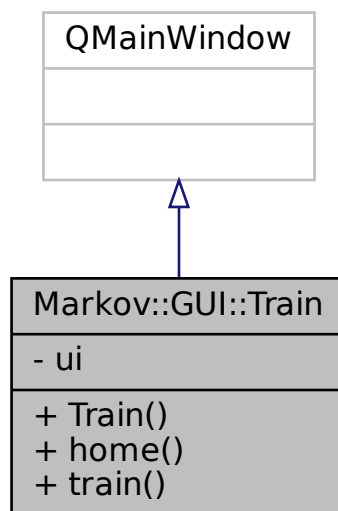 QMainWindow
Markov::GUI::Train
- ui
+ Train()
+ home()
+ train()